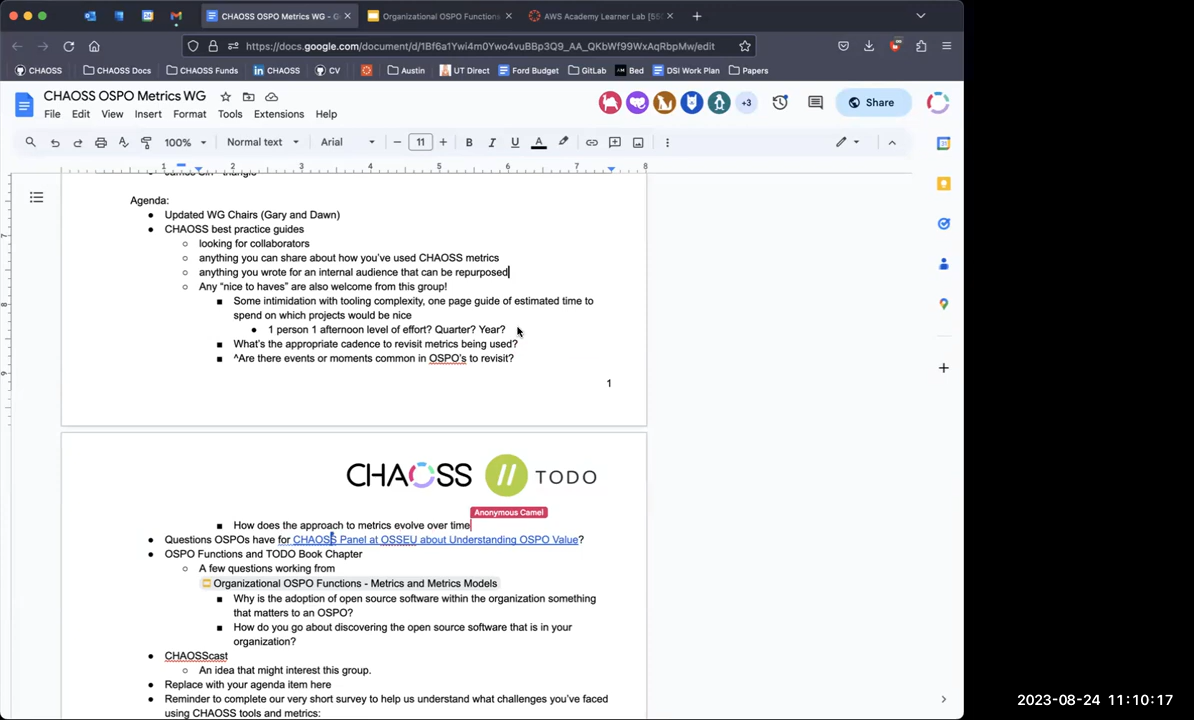 CHAOSS OSPO Metrics WG - G
Organizational OSPO Functions
AWS Academy Learner Lab [550
https://docs.google.com/document/d/1Bf6a1Ywi4m0Ywo4vuBBp3Q9_AA_QKbWf99WxAqRbpMw/edit
CHAOSS
CHAOSS Docs
CHAOSS Funds
CHAOSS
CV
Austin
UT Direct
Ford Budget
GitLab
Bed
DSI Work Plan
Papers
CHAOSS OSPO Metrics WG
+3
Share
File Edit View Insert Format Tools Extensions Help
100% Normal text Arial 11
1 2 3 4 5 6 7 8
Agenda:
Updated WG Chairs (Gary and Dawn)
CHAOSS best practice guides
looking for collaborators
anything you can share about how you've used CHAOSS metrics
anything you wrote for an internal audience that can be repurposed
Any “nice to haves” are also welcome from this group!
Some intimidation with tooling complexity, one page guide of estimated time to
spend on which projects would be nice
1 person 1 afternoon level of effort? Quarter? Year?
What's the appropriate cadence to revisit metrics being used?
^Are there events or moments common in OSPO's to revisit?
1
CHAOSS TODO
Anonymous Camel
How does the approach to metrics evolve over time
Questions OSPOs have for CHAOSS Panel at OSSEU about Understanding OSPO Value?
OSPO Functions and TODO Book Chapter
A few questions working from
Organizational OSPO Functions - Metrics and Metrics Models
Why is the adoption of open source software within the organization something
that matters to an OSPO?
How do you go about discovering the open source software that is in your
organization?
CHAOSScast
An idea that might interest this group.
Replace with your agenda item here
Reminder to complete our very short survey to help us understand what challenges you've faced
using CHAOSS tools and metrics:
2023-08-24 11:10:17